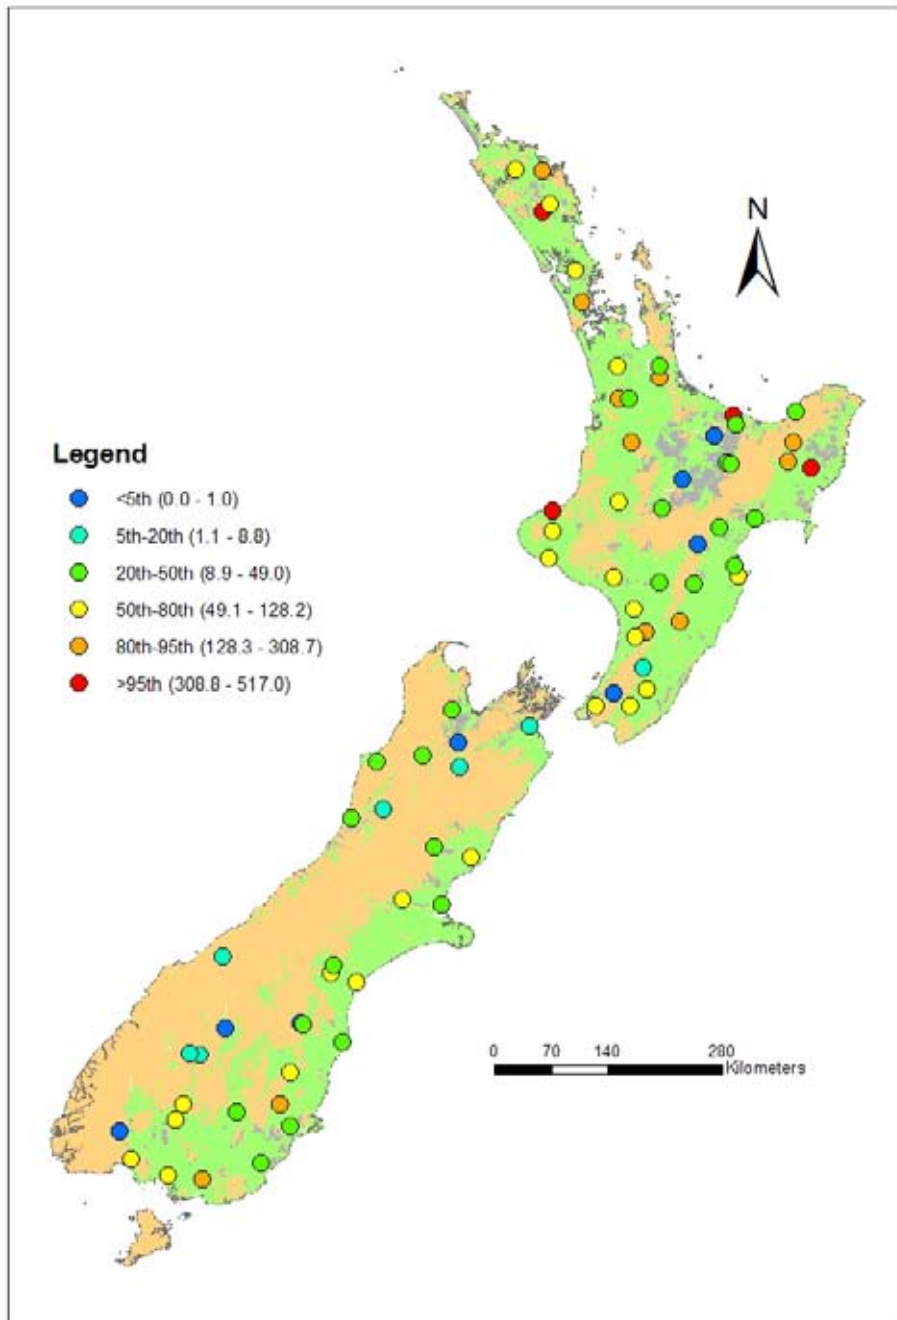 N
Legend
<5th (0.0 - 1.0)
5th-20th (1.1 - 8.8)
20th-50th (8.9 - 49.0)
50th-80th (49.1 - 128.2)
80th-95th (128.3 - 308.7)
>95th (308.8 - 517.0)
0 70 140 280
Kilometers